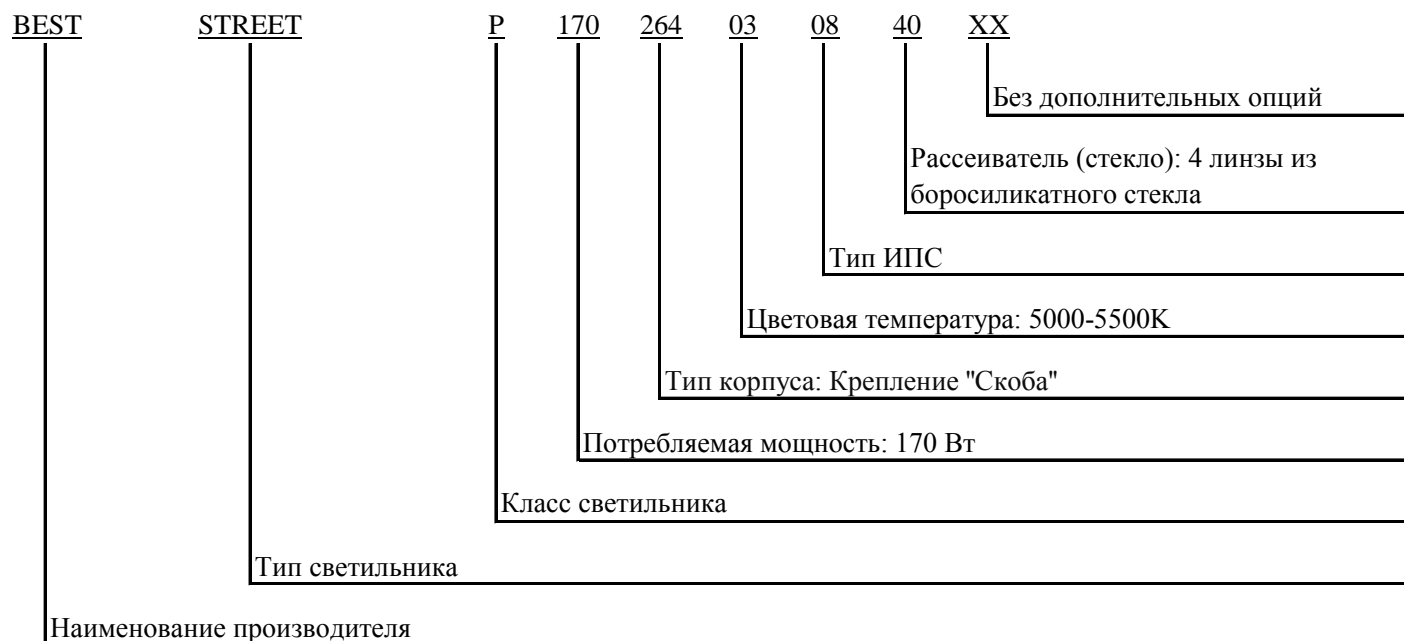 BEST STREET P 170 264 03 08 40 XX
Без дополнительных опций
Рассеиватель (стекло): 4 линзы из
боросиликатного стекла
Тип ИПС
Цветовая температура: 5000-5500К
Тип корпуса: Крепление "Скоба"
Потребляемая мощность: 170 Вт
Класс светильника
Тип светильника
Наименование производителя